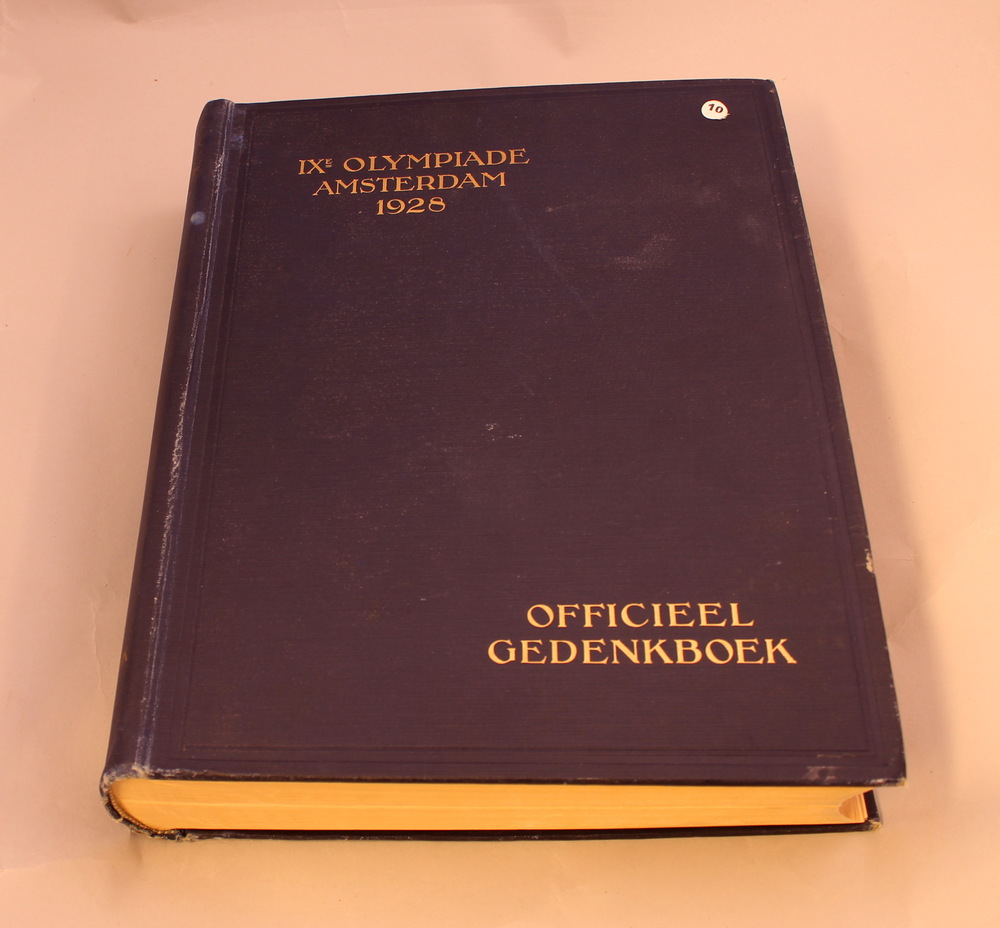 10
IXᴱ OLYMPIADE
AMSTERDAM
1928
OFFICIEEL
GEDENKBOEK